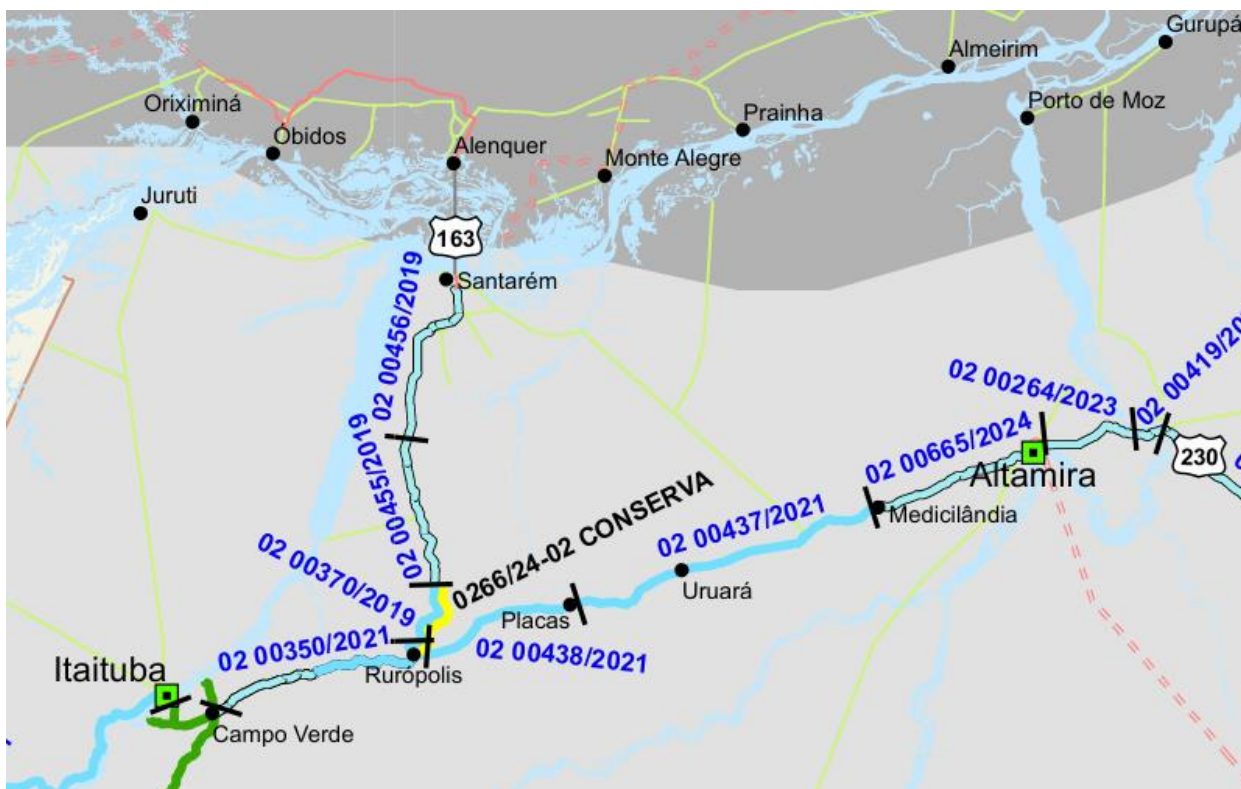 Gurupá
Almeirim
Oriximiná
Prainha
Porto de Moz
Óbidos
Alenquer
Monte Alegre
Juruti
163
Santarém
02 00456/2019
02 00455/2019
02 00264/2023
02 00419/20
230
02 00665/2024
Altamira
Medicilândia
02 00437/2021
0266/24-02 CONSERVA
02 00370/2019
Uruará
Placas
02 00350/2021
02 00438/2021
Rurópolis
Itaituba
Campo Verde